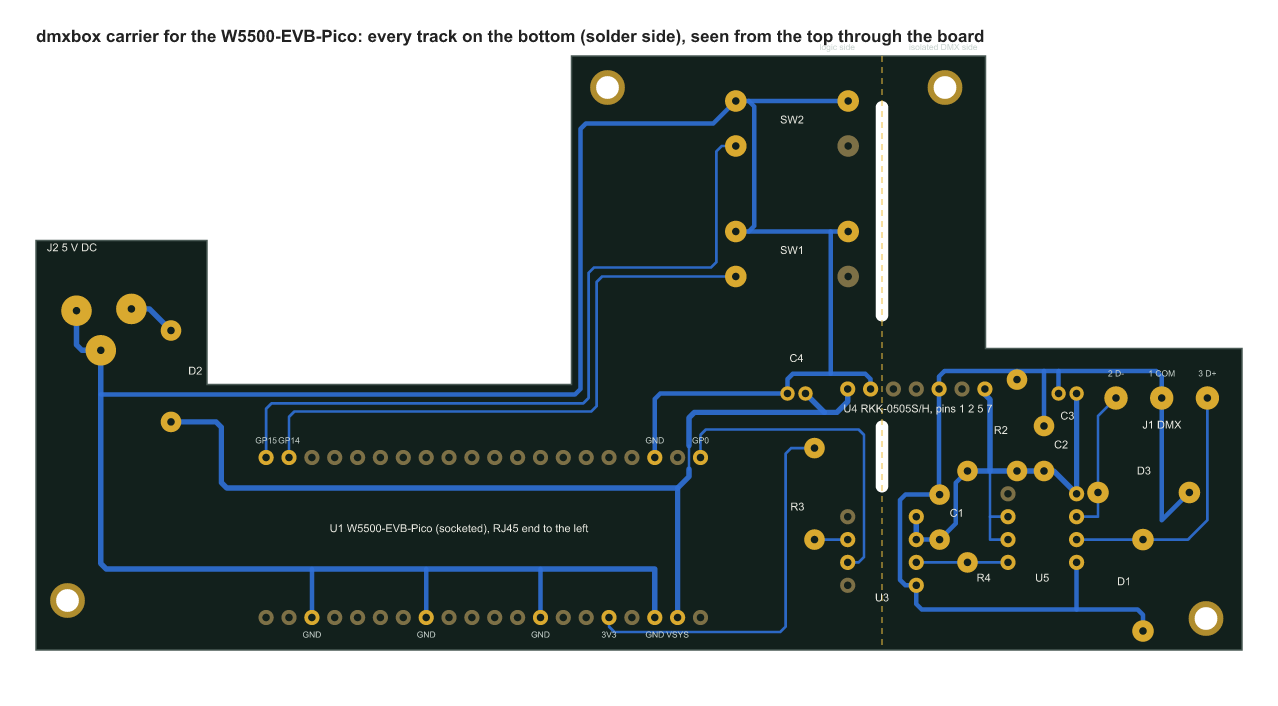 dmxbox carrier for the W5500-EVB-Pico: every track on the bottom (solder side), seen from the top through the board
logic side
isolated DMX side
SW2
J2 5 V DC
SW1
C4
D2
2 D-
1 COM
3 D+
U4 RKK-0505S/H, pins 1 2 5 7
C3
J1 DMX
R2
GP15
GP14
GND
GP0
C2
D3
R3
C1
U1 W5500-EVB-Pico (socketed), RJ45 end to the left
R4
U5
D1
U3
GND
GND
GND
3V3
GND
VSYS